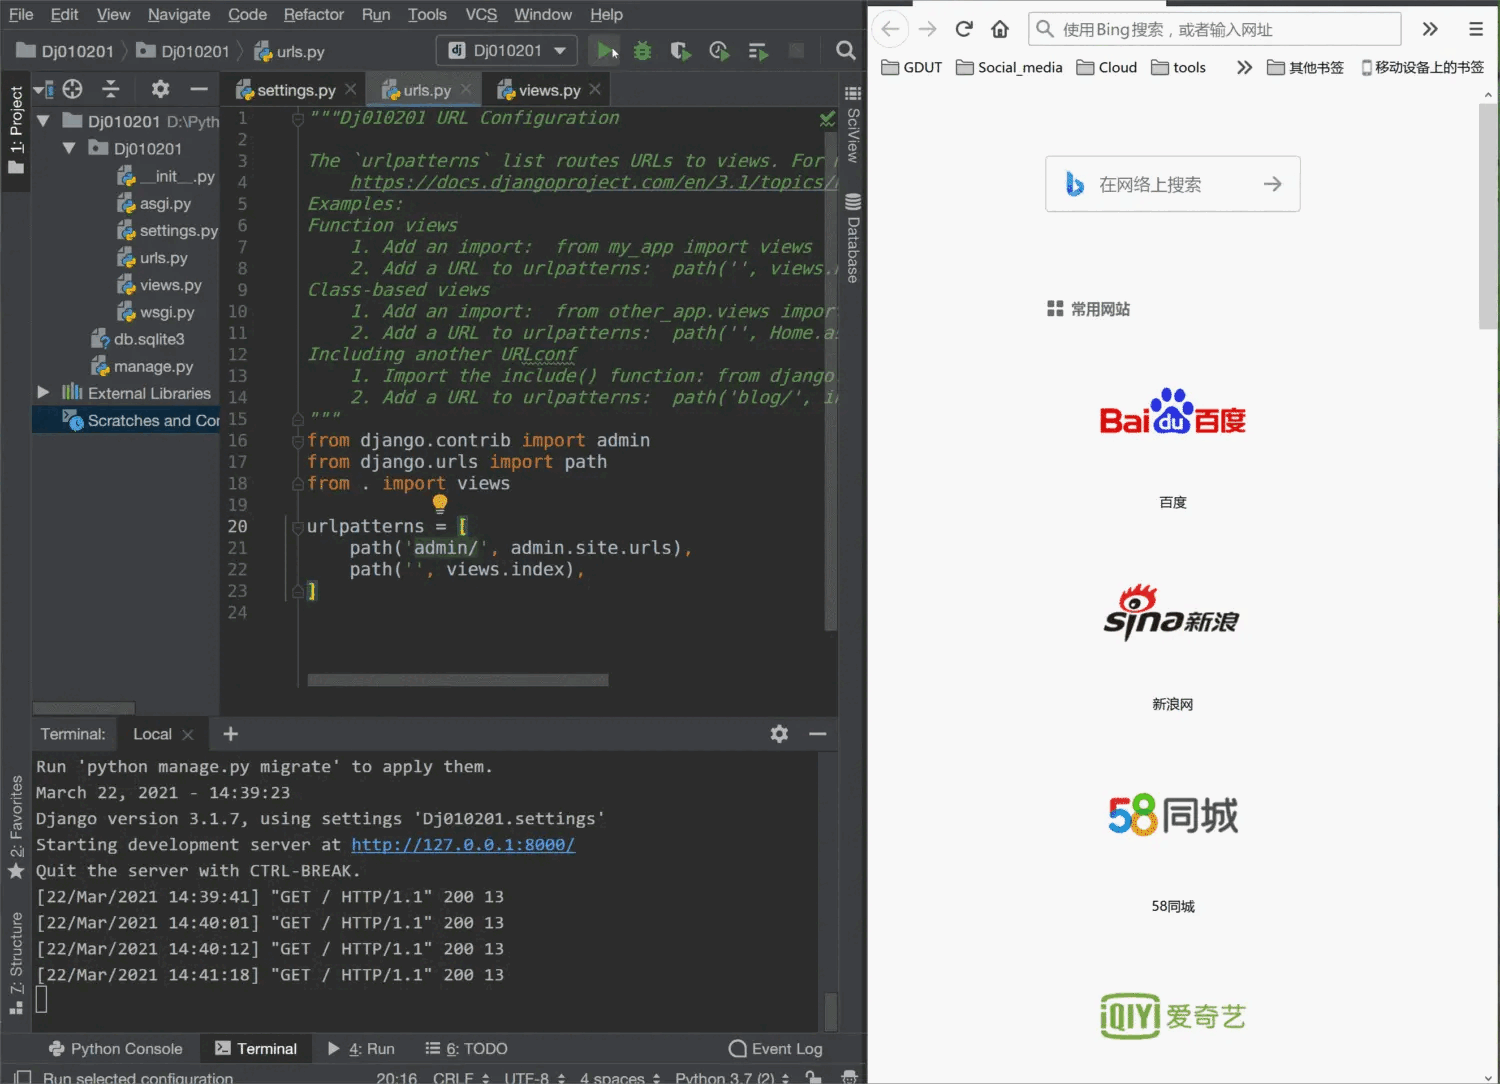 File Edit View Navigate Code Refactor Run Tools VCS Window Help
Dj010201 Dj010201 urls.py Dj010201
1: Project
settings.py urls.py views.py
Dj010201 D:\Pyth
Dj010201
__init__.py
asgi.py
settings.py
urls.py
views.py
wsgi.py
db.sqlite3
manage.py
External Libraries
Scratches and Cor
1 """Dj010201 URL Configuration
2
3 The `urlpatterns` list routes URLs to views. For
4 https://docs.djangoproject.com/en/3.1/topics/
5 Examples:
6 Function views
7 1. Add an import:  from my_app import views
8 2. Add a URL to urlpatterns:  path('', views.
9 Class-based views
10 1. Add an import:  from other_app.views impor
11 2. Add a URL to urlpatterns:  path('', Home.as
12 Including another URLconf
13 1. Import the include() function: from django
14 2. Add a URL to urlpatterns:  path('blog/', in
15 """
16 from django.contrib import admin
17 from django.urls import path
18 from . import views
19
20 urlpatterns = [
21 path('admin/', admin.site.urls),
22 path('', views.index),
23 ]
24
SciView
Database
Terminal: Local
Run 'python manage.py migrate' to apply them.
March 22, 2021 - 14:39:23
Django version 3.1.7, using settings 'Dj010201.settings'
Starting development server at http://127.0.0.1:8000/
Quit the server with CTRL-BREAK.
[22/Mar/2021 14:39:41] "GET / HTTP/1.1" 200 13
[22/Mar/2021 14:40:01] "GET / HTTP/1.1" 200 13
[22/Mar/2021 14:40:12] "GET / HTTP/1.1" 200 13
[22/Mar/2021 14:41:18] "GET / HTTP/1.1" 200 13
2: Favorites
7: Structure
Python Console Terminal 4: Run 6: TODO Event Log
Run selected configuration 20:16 CRLF UTF-8 4 spaces Python 3.7 (2)
使用Bing搜索，或者输入网址
GDUT Social_media Cloud tools 其他书签 移动设备上的书签
在网络上搜索
常用网站
Baidu百度
百度
sina新浪
新浪网
58同城
58同城
iQIYI 爱奇艺